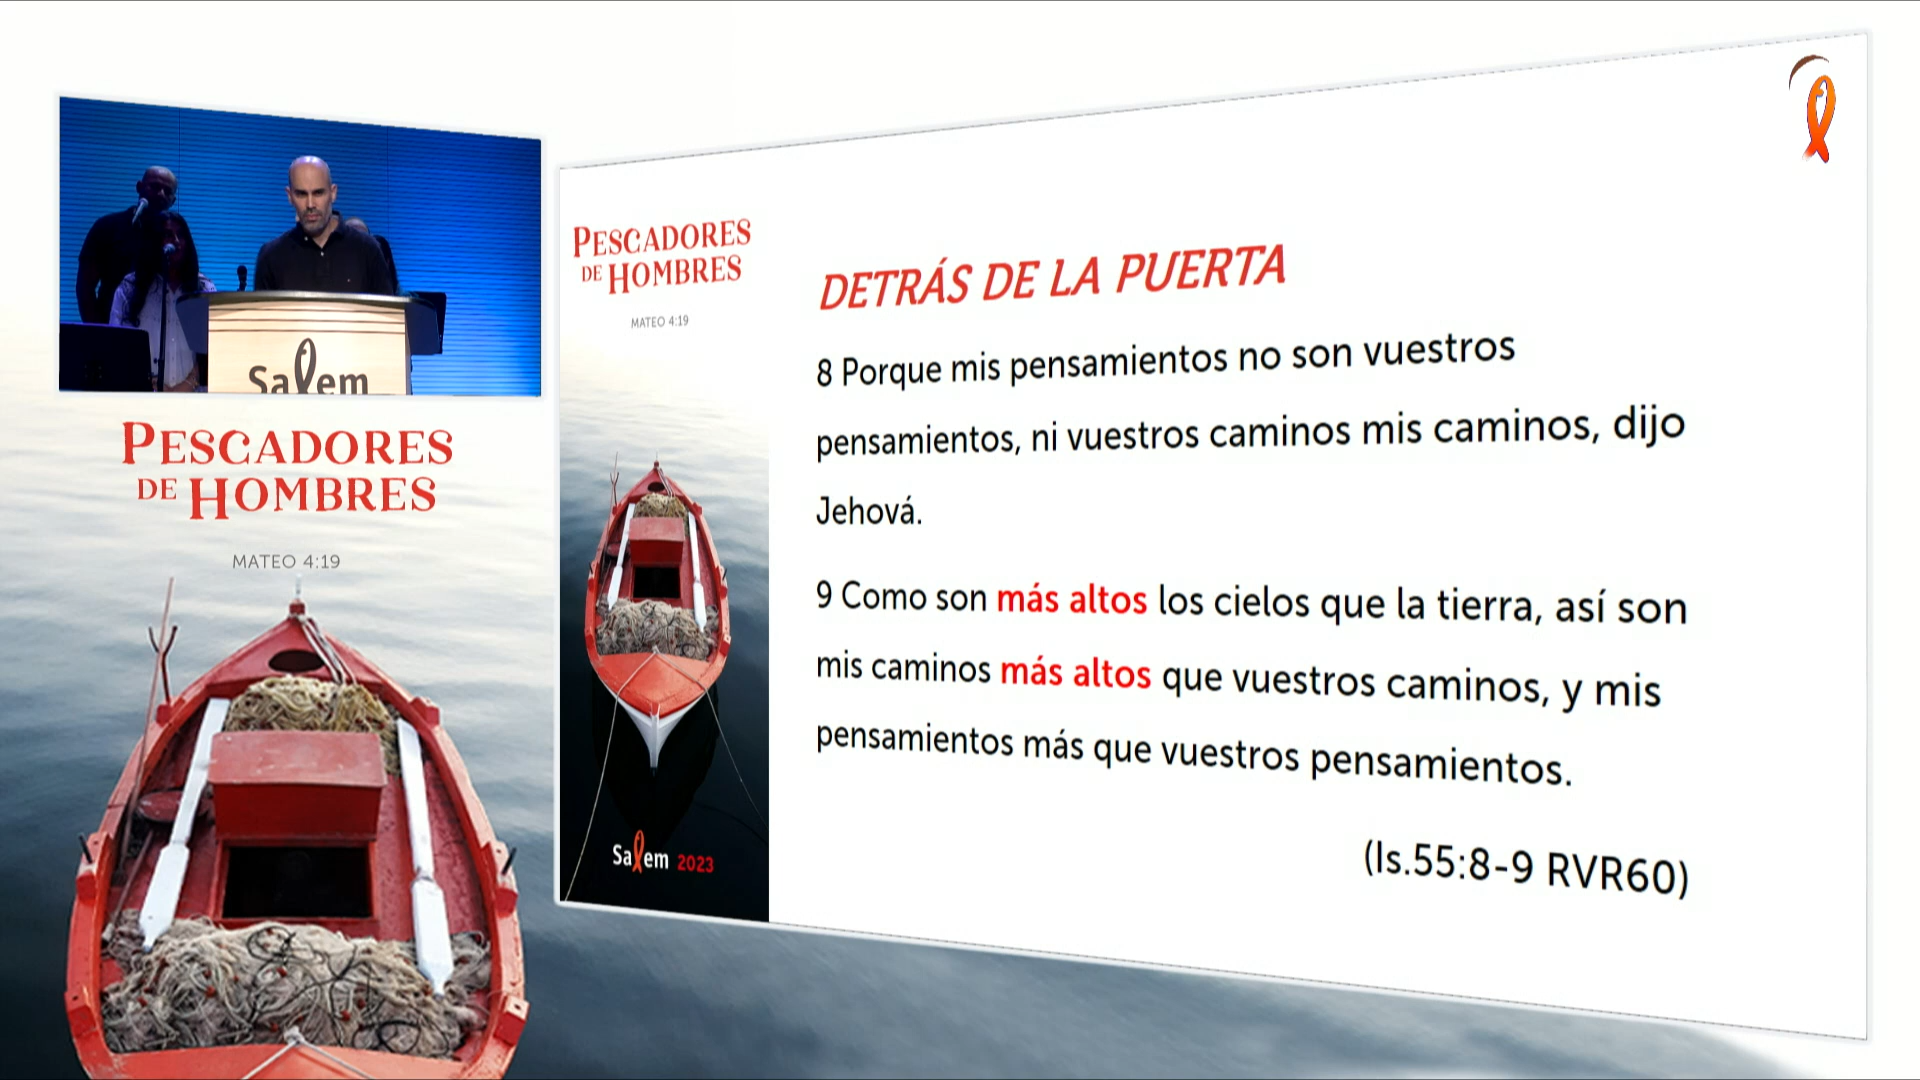 Salem
PESCADORES
DE HOMBRES
MATEO 4:19
PESCADORES
DE HOMBRES
MATEO 4:19
Salem 2023
DETRÁS DE LA PUERTA
8 Porque mis pensamientos no son vuestros
pensamientos, ni vuestros caminos mis caminos, dijo
Jehová.
9 Como son más altos los cielos que la tierra, así son
mis caminos más altos que vuestros caminos, y mis
pensamientos más que vuestros pensamientos.
(Is.55:8-9 RVR60)